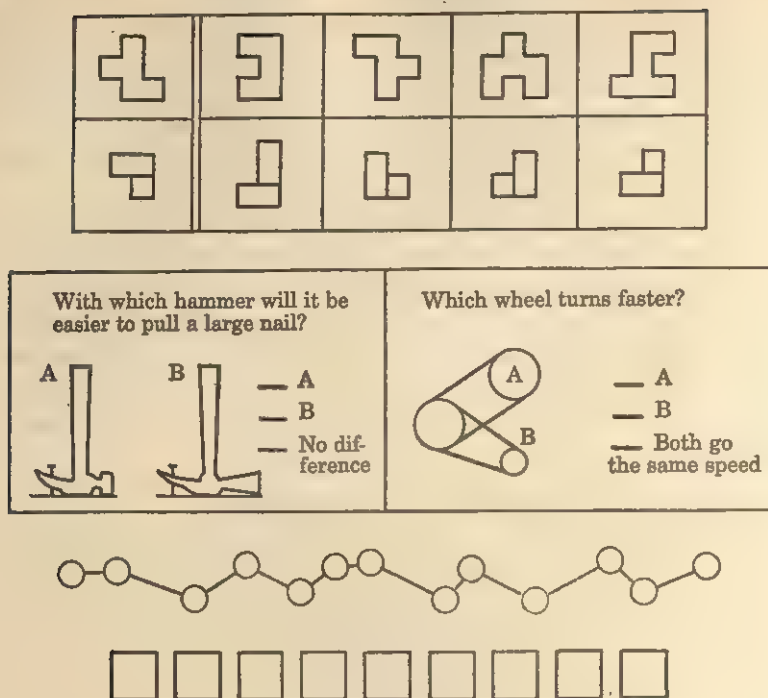 With which hammer will it be
easier to pull a large nail?
A
B
A
B
No dif-
ference
Which wheel turns faster?
A
B
A
B
Both go
the same speed